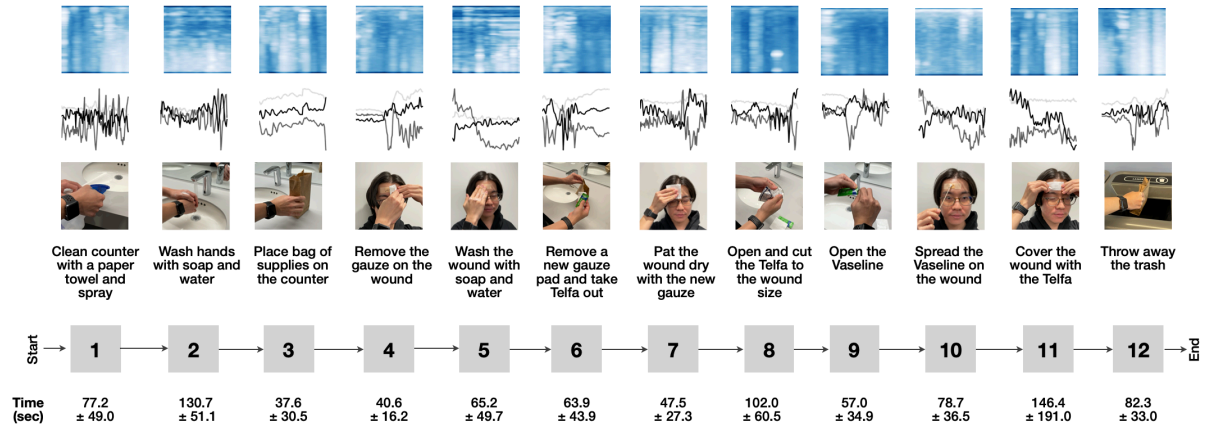 Clean counter
with a paper
towel and
spray
Wash hands
with soap and
water
Place bag of
supplies on
the counter
Remove the
gauze on the
wound
Wash the
wound with
soap and
water
Remove a
new gauze
pad and take
Telfa out
Pat the
wound dry
with the new
gauze
Open and cut
the Telfa to
the wound
size
Open the
Vaseline
Spread the
Vaseline on
the wound
Cover the
wound with
the Telfa
Throw away
the trash
Start
1
2
3
4
5
6
7
8
9
10
11
12
End
Time
(sec)
77.2
± 49.0
130.7
± 51.1
37.6
± 30.5
40.6
± 16.2
65.2
± 49.7
63.9
± 43.9
47.5
± 27.3
102.0
± 60.5
57.0
± 34.9
78.7
± 36.5
146.4
± 191.0
82.3
± 33.0